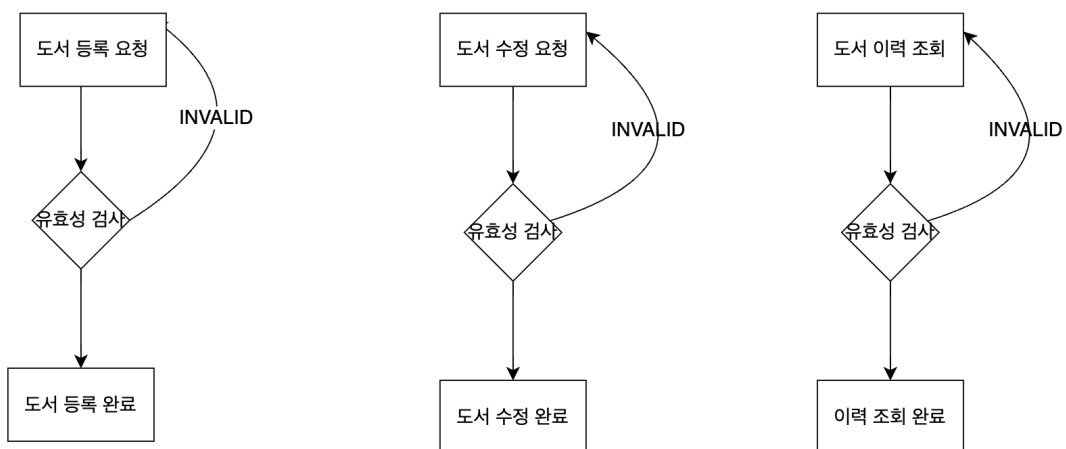 도서 등록 요청
INVALID
유효성 검사
도서 등록 완료
도서 수정 요청
INVALID
유효성 검사
도서 수정 완료
도서 이력 조회
INVALID
유효성 검사
이력 조회 완료